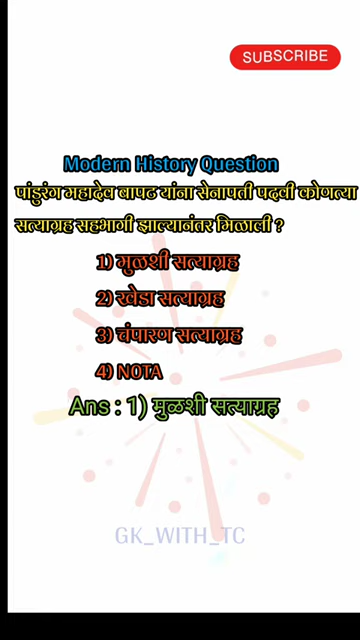 SUBSCRIBE
Modern History Question
पांडुरंग महादेव बापट यांना सेनापती पदवी कोणत्या
सत्याग्रह सहभागी झाल्यानंतर मिळाली ?
1) मुळशी सत्याग्रह
2) खेडा सत्याग्रह
3) चंपारण सत्याग्रह
4) NOTA
Ans : 1) मुळशी सत्याग्रह
GK_WITH_TC